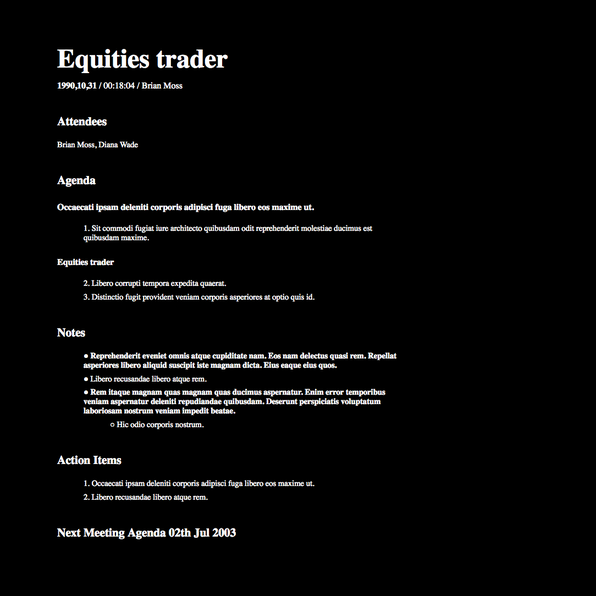 Equities trader
1990,10,31 / 00:18:04 / Brian Moss
Attendees
Brian Moss, Diana Wade
Agenda
Occaecati ipsam deleniti corporis adipisci fuga libero eos maxime ut.
1. Sit commodi fugiat iure architecto quibusdam odit reprehenderit molestiae ducimus est
quibusdam maxime.
Equities trader
2. Libero corrupti tempora expedita quaerat.
3. Distinctio fugit provident veniam corporis asperiores at optio quis id.
Notes
● Reprehenderit eveniet omnis atque cupiditate nam. Eos nam delectus quasi rem. Repellat
asperiores libero aliquid suscipit iste magnam dicta. Eius eaque eius quos.
● Libero recusandae libero atque rem.
● Rem itaque magnam quas magnam quas ducimus aspernatur. Enim error temporibus
veniam aspernatur deleniti repudiandae quibusdam. Deserunt perspiciatis voluptatum
laboriosam nostrum veniam impedit beatae.
○ Hic odio corporis nostrum.
Action Items
1. Occaecati ipsam deleniti corporis adipisci fuga libero eos maxime ut.
2. Libero recusandae libero atque rem.
Next Meeting Agenda 02th Jul 2003